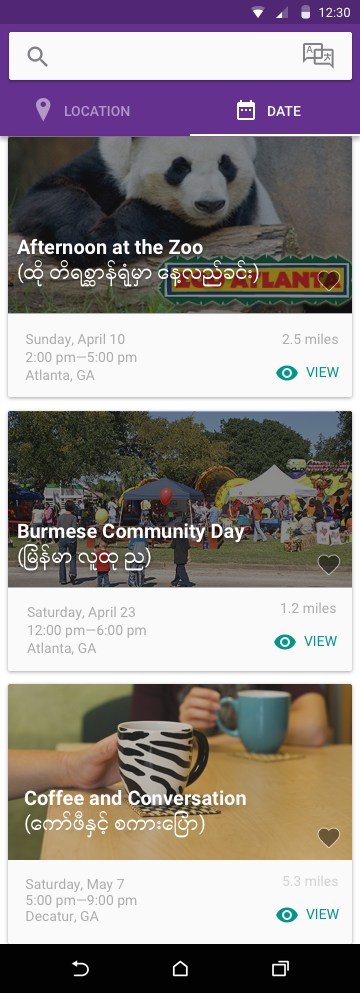 12:30
A
LOCATION
DATE
Afternoon at the Zoo
(ထို တိရစ္ဆာန်ရုံမှာ နေ့လည်ခင်း)
ZOO ATLANTA
Sunday, April 10
2.5 miles
2:00 pm—5:00 pm
VIEW
Atlanta, GA
Burmese Community Day
(မြန်မာ လူထု ည)
Saturday, April 23
1.2 miles
12:00 pm—6:00 pm
VIEW
Atlanta, GA
Coffee and Conversation
(ကော်ဖီနှင့် စကားပြော)
Saturday, May 7
5.3 miles
5:00 pm—9:00 pm
VIEW
Decatur, GA